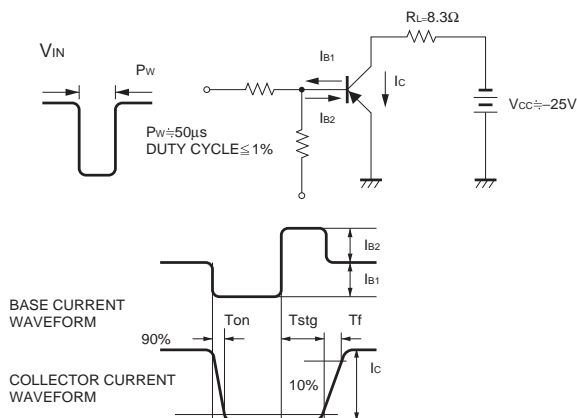 RL=8.3Ω
VIN
PW
IB1
IC
IB2
VCC≒−25V
PW≒50μs
DUTY CYCLE≦1%
IB2
IB1
BASE CURRENT
WAVEFORM
Ton
Tstg
Tf
90%
IC
10%
COLLECTOR CURRENT
WAVEFORM